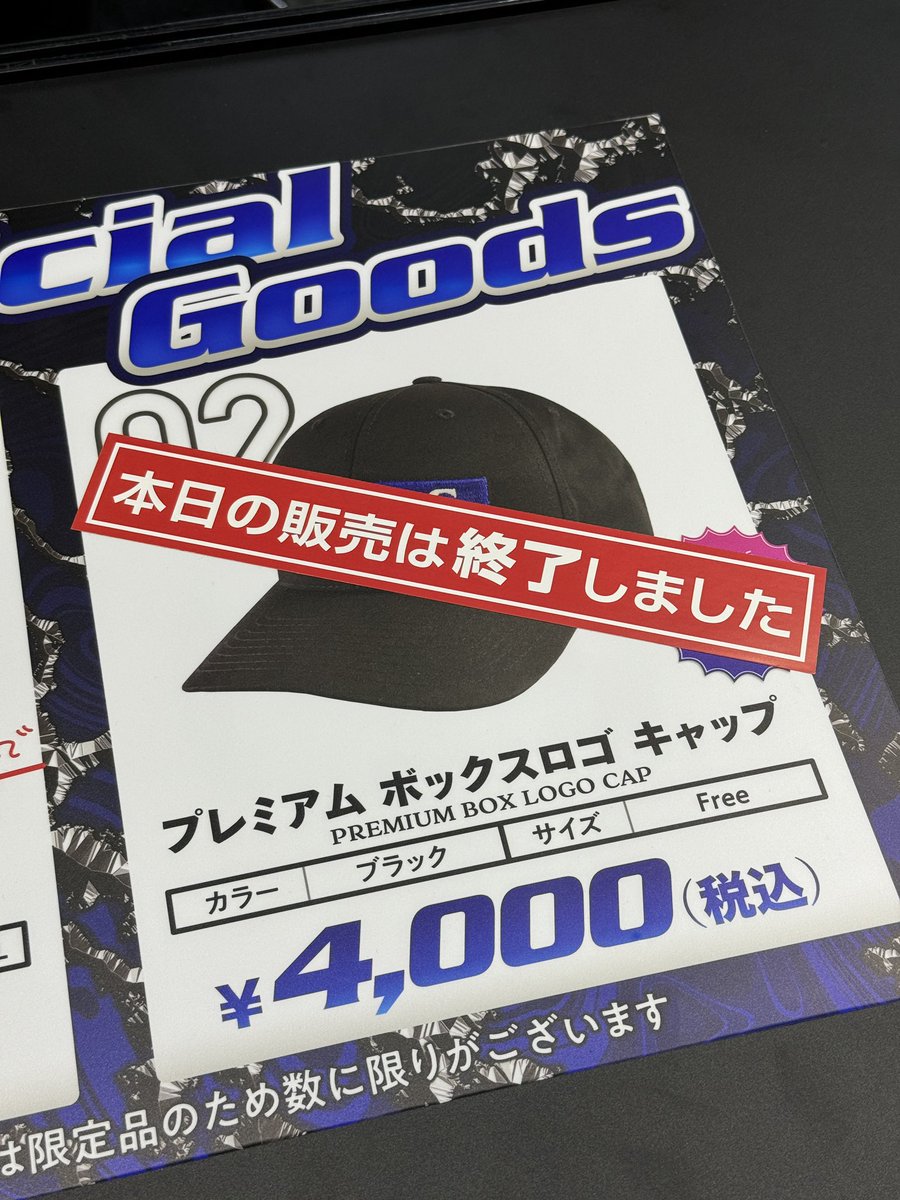 cial
Goods
02
本日の販売は終了しました
プレミアム ボックスロゴ キャップ
PREMIUM BOX LOGO CAP
カラー ブラック サイズ Free
¥4,000(税込)
は限定品のため数に限りがございます